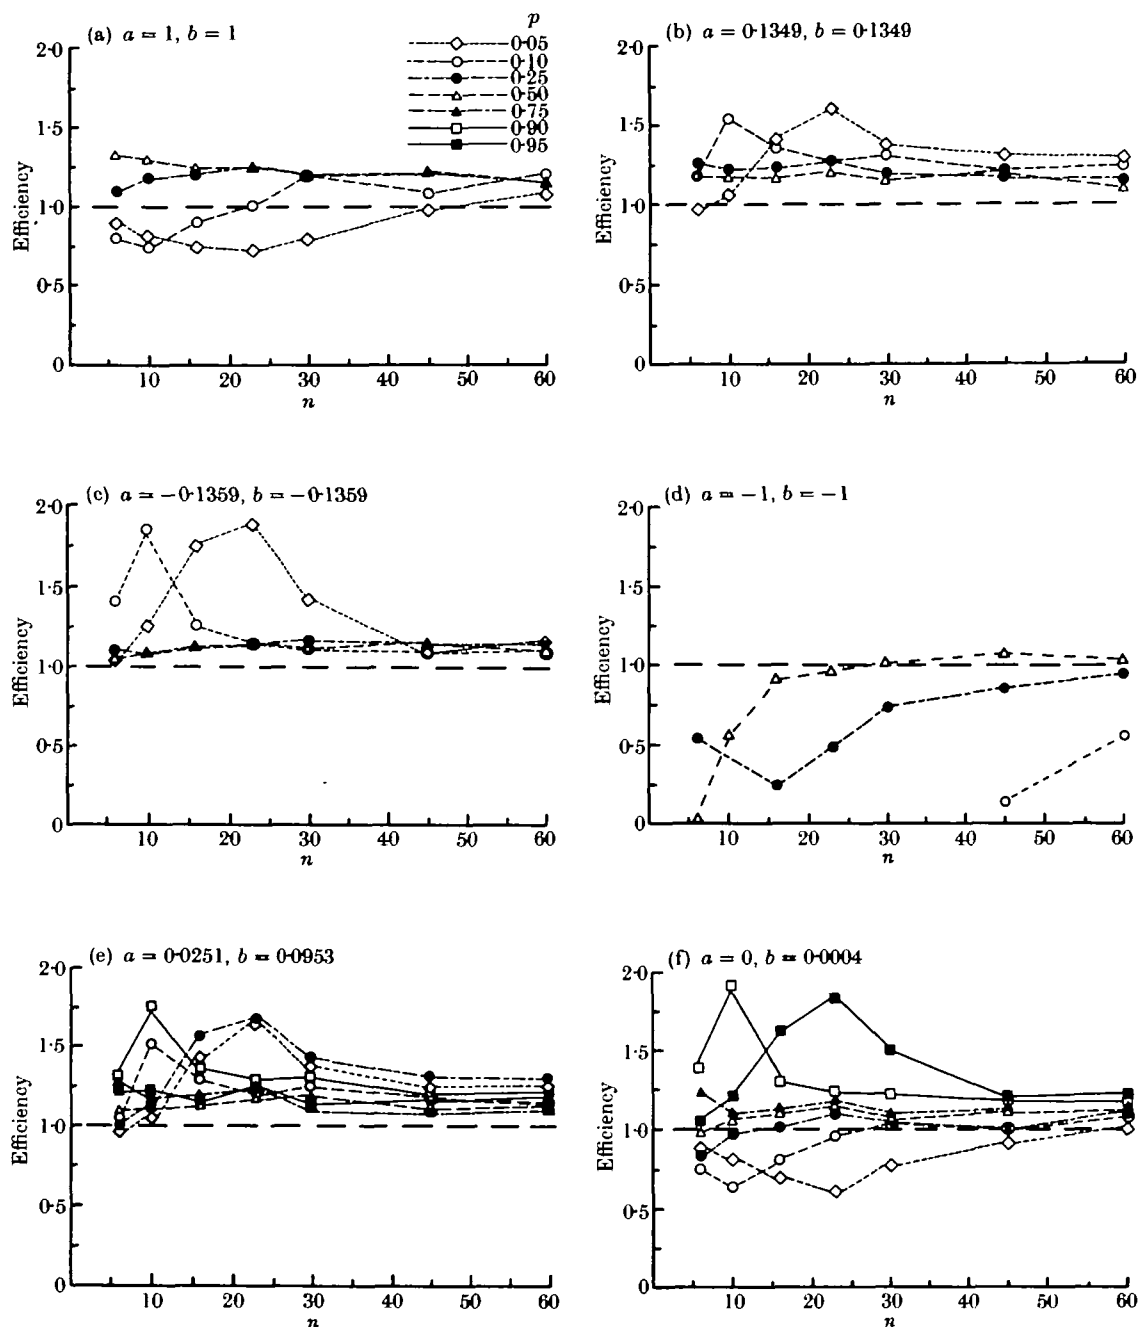 (a) a = 1, b = 1
p
0·05
0·10
0·25
0·50
0·75
0·90
0·95
2·0
1·5
1·0
0·5
0
Efficiency
10 20 30 40 50 60
n
(b) a = 0·1349, b = 0·1349
2·0
1·5
1·0
0·5
0
Efficiency
10 20 30 40 50 60
n
(c) a = −0·1359, b = −0·1359
2·0
1·5
1·0
0·5
0
Efficiency
10 20 30 40 50 60
n
(d) a = −1, b = −1
2·0
1·5
1·0
0·5
0
Efficiency
10 20 30 40 50 60
n
(e) a = 0·0251, b = 0·0953
2·0
1·5
1·0
0·5
0
Efficiency
10 20 30 40 50 60
n
(f) a = 0, b = 0·0004
2·0
1·5
1·0
0·5
0
Efficiency
10 20 30 40 50 60
n